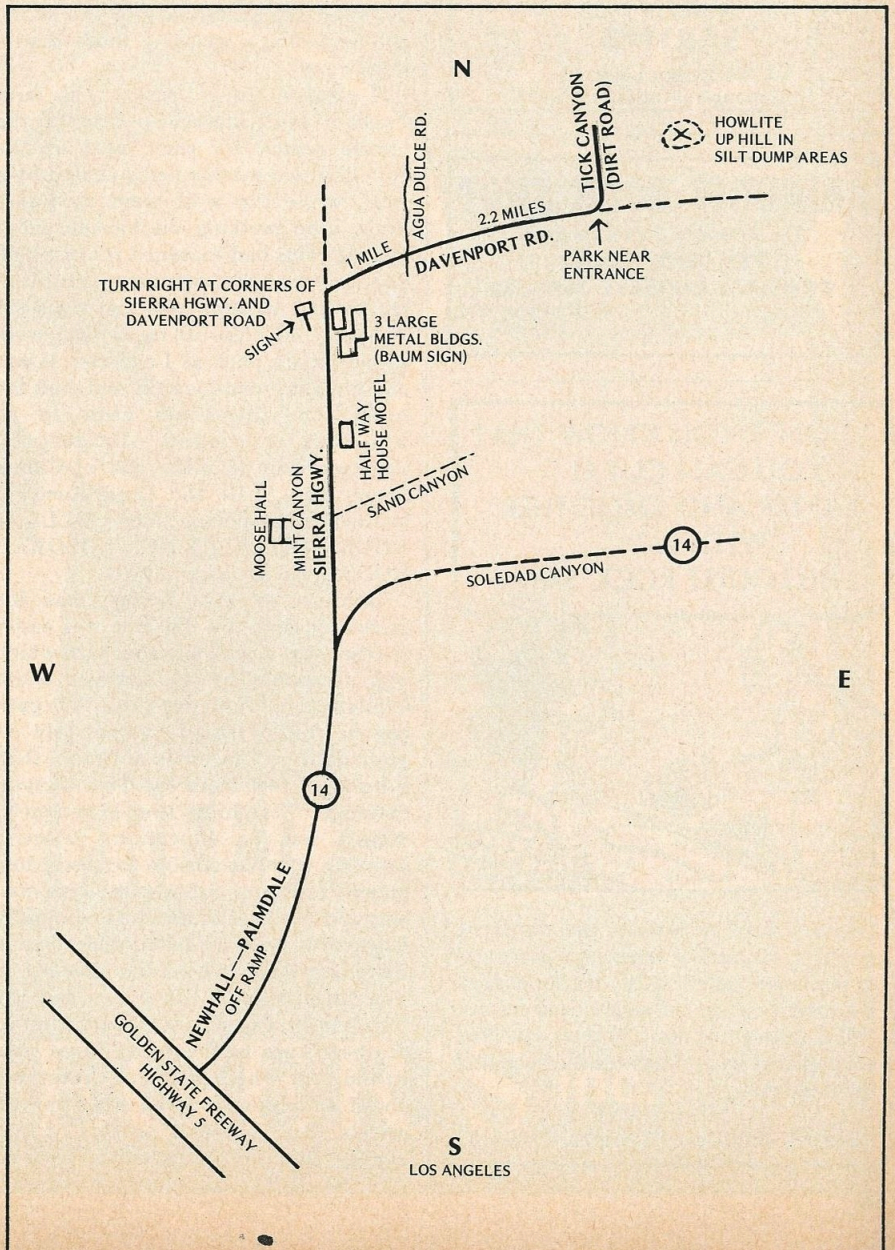 N
TICK CANYON
(DIRT ROAD)
HOWLITE
UP HILL IN
SILT DUMP AREAS
AGUA DULCE RD.
2.2 MILES
1 MILE
DAVENPORT RD.
PARK NEAR
ENTRANCE
TURN RIGHT AT CORNERS OF
SIERRA HGWY. AND
DAVENPORT ROAD
SIGN
3 LARGE
METAL BLDGS.
(BAUM SIGN)
HALF WAY
HOUSE MOTEL
SAND CANYON
MOOSE HALL
MINT CANYON
SIERRA HGWY.
14
SOLEDAD CANYON
W
E
14
NEWHALL—PALMDALE
OFF RAMP
GOLDEN STATE FREEWAY
HIGHWAY 5
S
LOS ANGELES